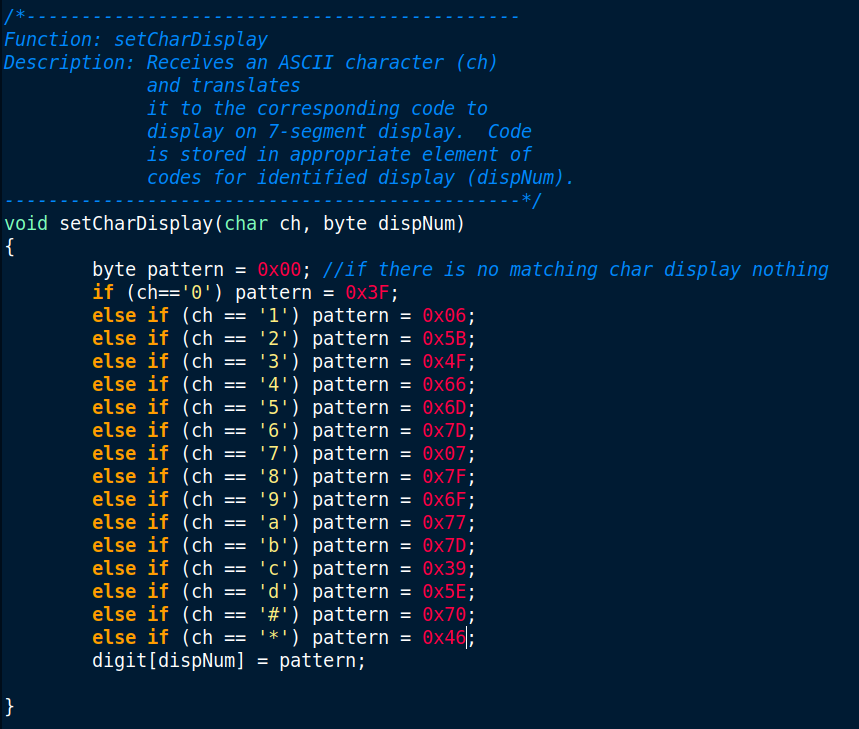 /*---------------------------------------------
Function: setCharDisplay
Description: Receives an ASCII character (ch)
             and translates
             it to the corresponding code to
             display on 7-segment display.  Code
             is stored in appropriate element of
             codes for identified display (dispNum).
-----------------------------------------------*/
void setCharDisplay(char ch, byte dispNum)
{
        byte pattern = 0x00; //if there is no matching char display nothing
        if (ch=='0') pattern = 0x3F;
        else if (ch == '1') pattern = 0x06;
        else if (ch == '2') pattern = 0x5B;
        else if (ch == '3') pattern = 0x4F;
        else if (ch == '4') pattern = 0x66;
        else if (ch == '5') pattern = 0x6D;
        else if (ch == '6') pattern = 0x7D;
        else if (ch == '7') pattern = 0x07;
        else if (ch == '8') pattern = 0x7F;
        else if (ch == '9') pattern = 0x6F;
        else if (ch == 'a') pattern = 0x77;
        else if (ch == 'b') pattern = 0x7D;
        else if (ch == 'c') pattern = 0x39;
        else if (ch == 'd') pattern = 0x5E;
        else if (ch == '#') pattern = 0x70;
        else if (ch == '*') pattern = 0x46;
        digit[dispNum] = pattern;

}